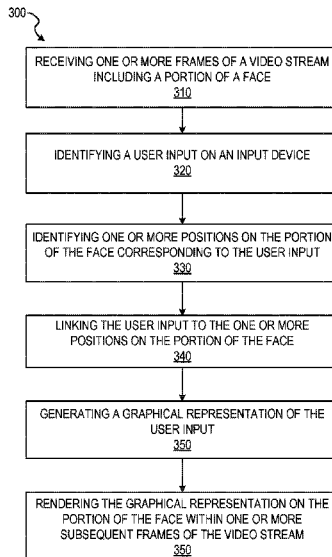 300
RECEIVING ONE OR MORE FRAMES OF A VIDEO STREAM
INCLUDING A PORTION OF A FACE
310
IDENTIFYING A USER INPUT ON AN INPUT DEVICE
320
IDENTIFYING ONE OR MORE POSITIONS ON THE PORTION
OF THE FACE CORRESPONDING TO THE USER INPUT
330
LINKING THE USER INPUT TO THE ONE OR MORE
POSITIONS ON THE PORTION OF THE FACE
340
GENERATING A GRAPHICAL REPRESENTATION OF THE
USER INPUT
350
RENDERING THE GRAPHICAL REPRESENTATION ON THE
PORTION OF THE FACE WITHIN ONE OR MORE
SUBSEQUENT FRAMES OF THE VIDEO STREAM
350